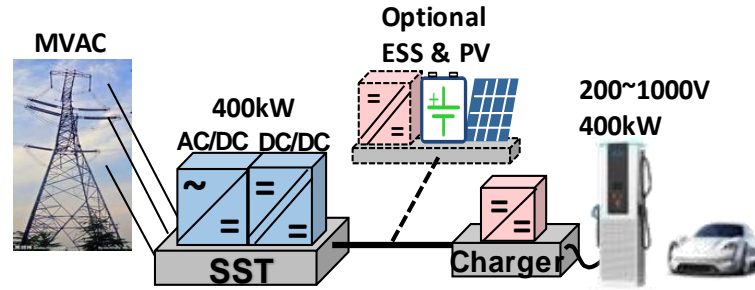 MVAC
400kW
AC/DC DC/DC
SST
Optional
ESS & PV
Charger
200~1000V
400kW